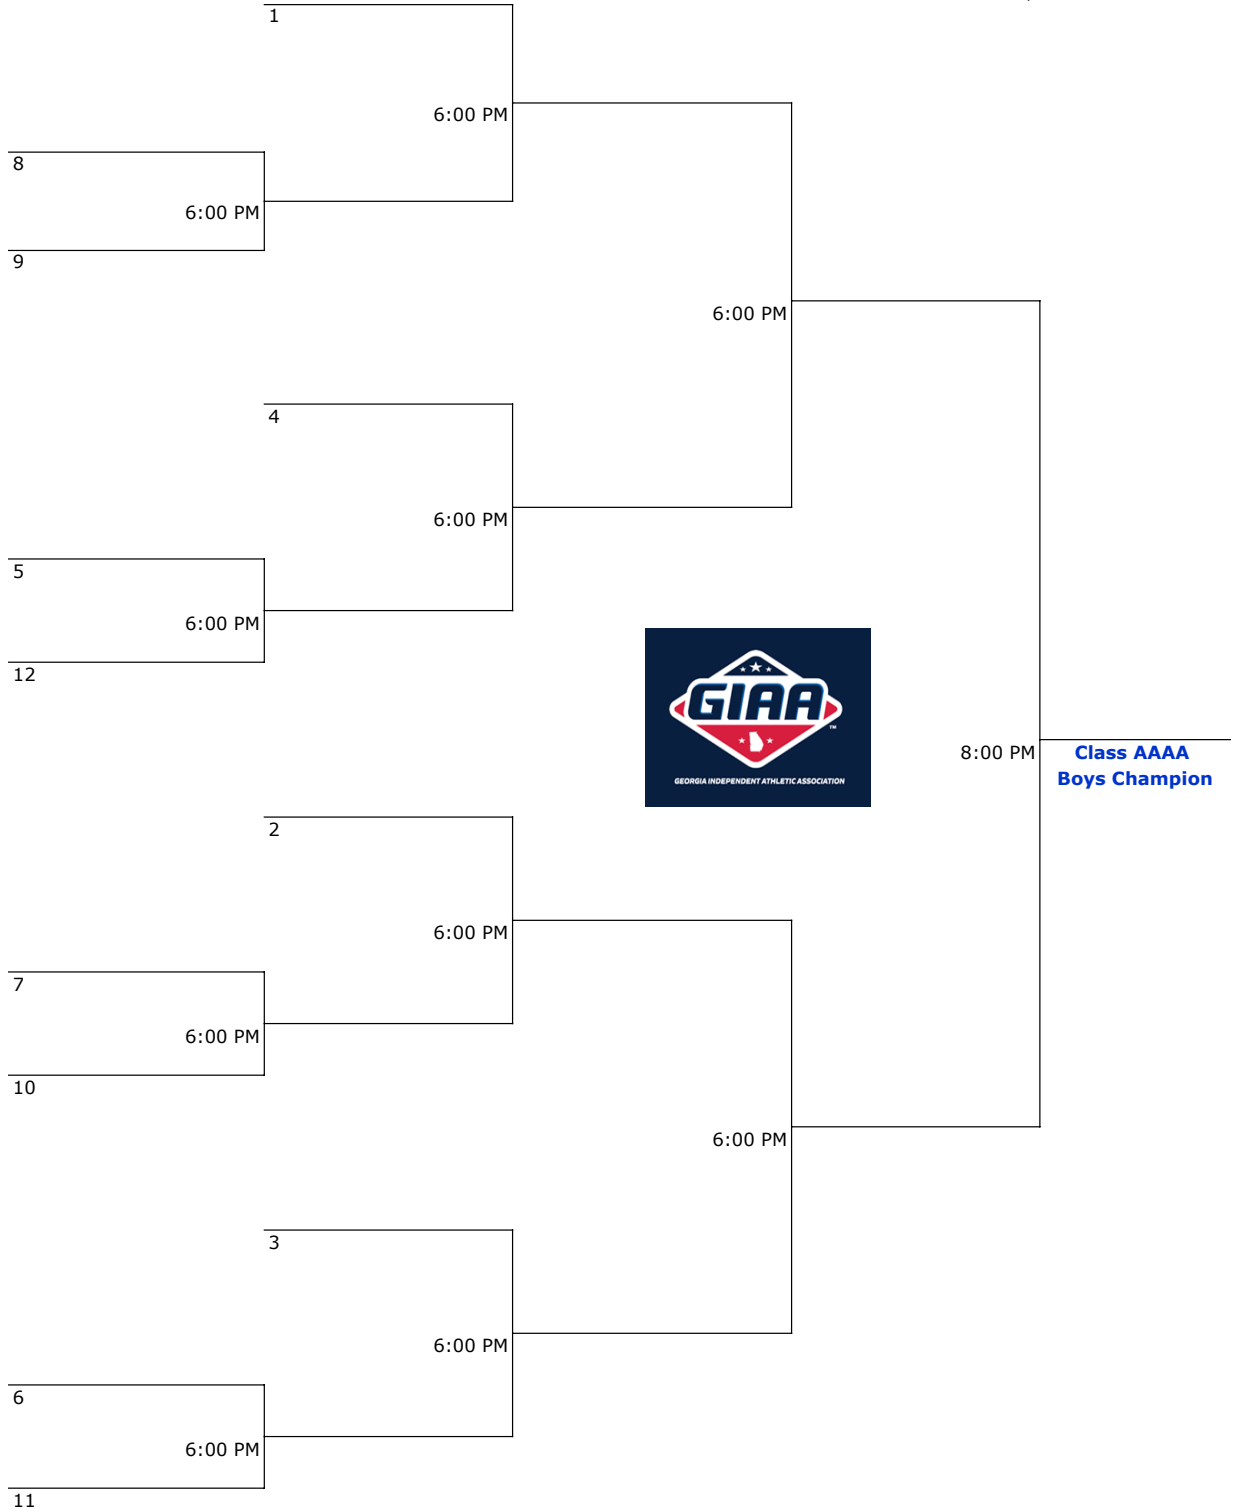 1
6:00 PM
8
6:00 PM
9
6:00 PM
4
6:00 PM
5
6:00 PM
12
GIAA
TM
GEORGIA INDEPENDENT ATHLETIC ASSOCIATION
8:00 PM
Class AAAA
Boys Champion
2
6:00 PM
7
6:00 PM
10
6:00 PM
3
6:00 PM
6
6:00 PM
11